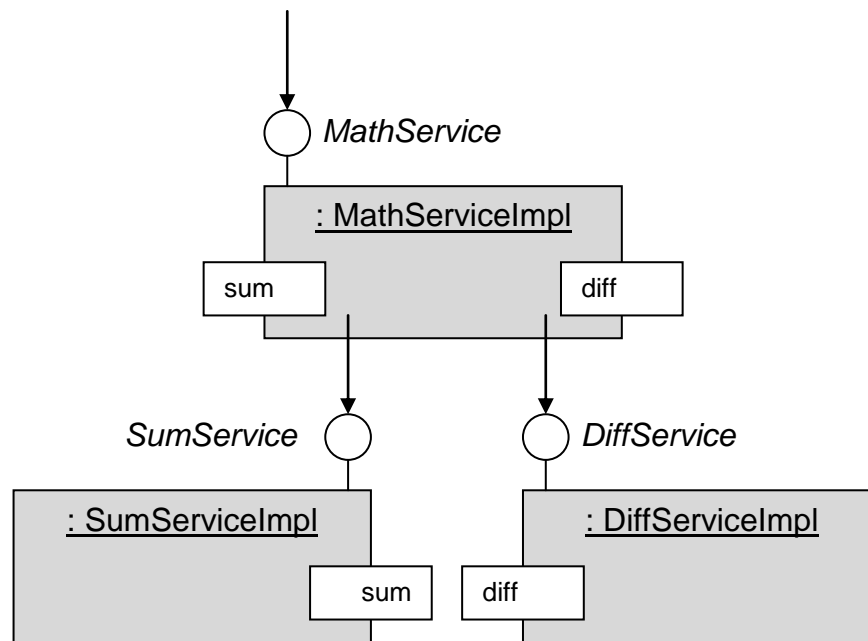 MathService
: MathServiceImpl
sum
diff
SumService
DiffService
: SumServiceImpl
: DiffServiceImpl
sum
diff